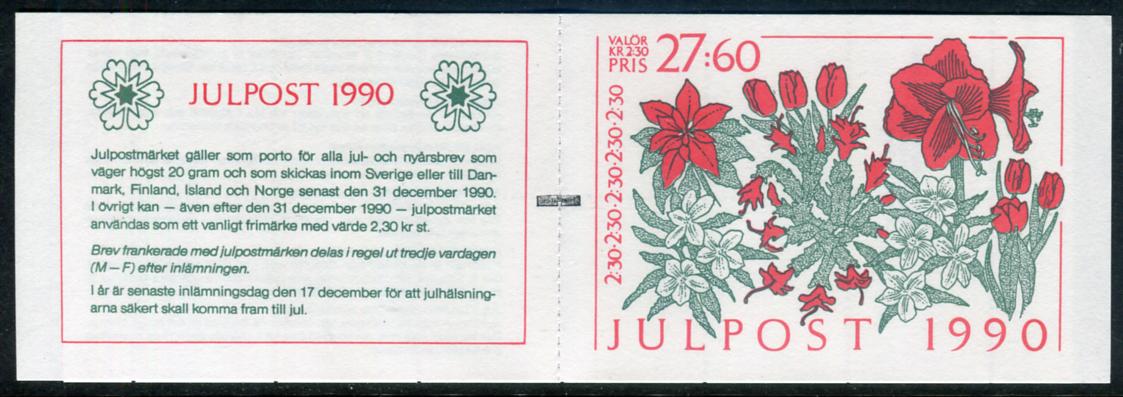 JULPOST 1990
Julpostmärket gäller som porto för alla jul- och nyårsbrev som
väger högst 20 gram och som skickas inom Sverige eller till Dan-
mark, Finland, Island och Norge senast den 31 december 1990.
I övrigt kan – även efter den 31 december 1990 – julpostmärket
användas som ett vanligt frimärke med värde 2,30 kr st.
Brev frankerade med julpostmärken delas i regel ut tredje vardagen
(M – F) efter inlämningen.
I år är senaste inlämningsdag den 17 december för att julhälsning-
arna säkert skall komma fram till jul.
VALÖR
KR 2:30
PRIS 27:60
2:30·2:30·2:30·2:30·2:30
JULPOST 1990